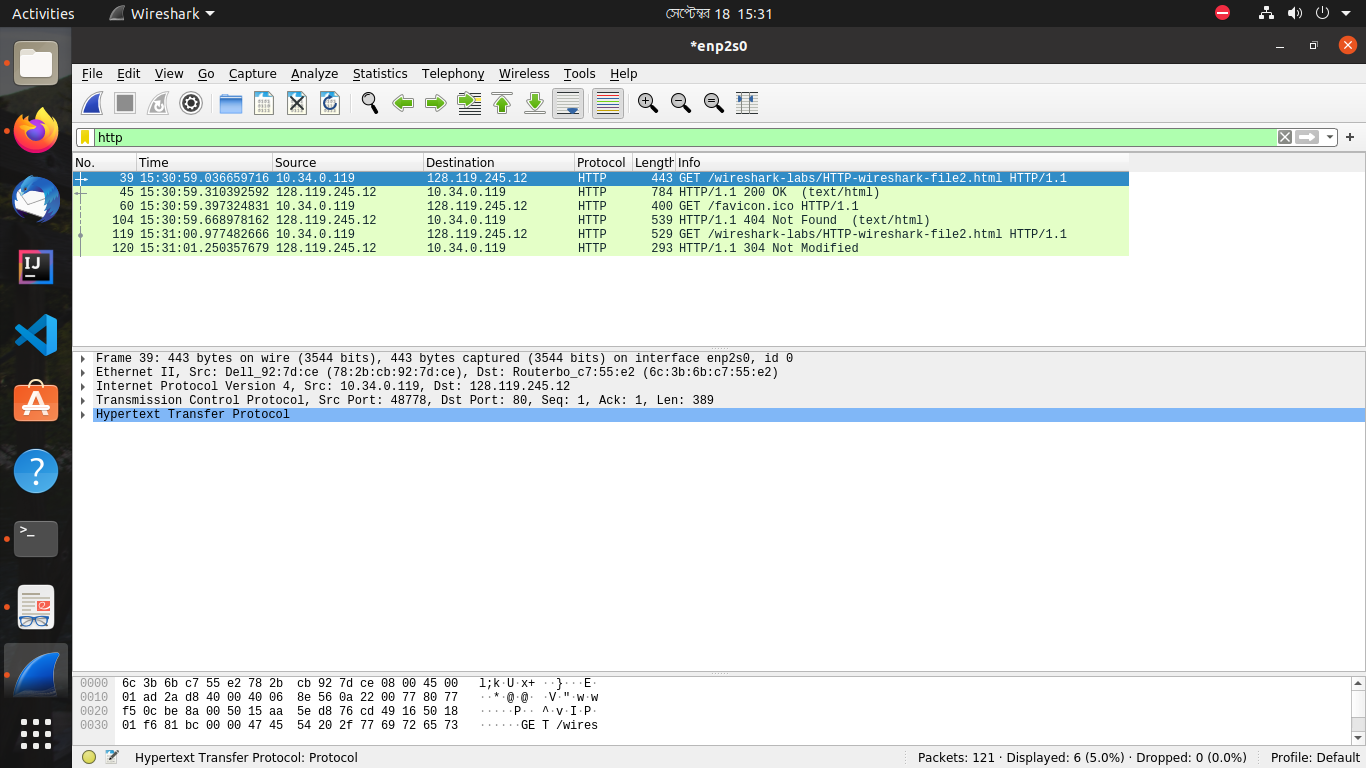 Activities Wireshark সেপ্টেম্বর 18 15:31
*enp2s0
File Edit View Go Capture Analyze Statistics Telephony Wireless Tools Help
http
No. Time Source Destination Protocol Length Info
39 15:30:59.036659716 10.34.0.119 128.119.245.12 HTTP 443 GET /wireshark-labs/HTTP-wireshark-file2.html HTTP/1.1
45 15:30:59.310392592 128.119.245.12 10.34.0.119 HTTP 784 HTTP/1.1 200 OK (text/html)
60 15:30:59.397324831 10.34.0.119 128.119.245.12 HTTP 400 GET /favicon.ico HTTP/1.1
104 15:30:59.668978162 128.119.245.12 10.34.0.119 HTTP 539 HTTP/1.1 404 Not Found (text/html)
119 15:31:00.977482666 10.34.0.119 128.119.245.12 HTTP 529 GET /wireshark-labs/HTTP-wireshark-file2.html HTTP/1.1
120 15:31:01.250357679 128.119.245.12 10.34.0.119 HTTP 293 HTTP/1.1 304 Not Modified
Frame 39: 443 bytes on wire (3544 bits), 443 bytes captured (3544 bits) on interface enp2s0, id 0
Ethernet II, Src: Dell_92:7d:ce (78:2b:cb:92:7d:ce), Dst: Routerbo_c7:55:e2 (6c:3b:6b:c7:55:e2)
Internet Protocol Version 4, Src: 10.34.0.119, Dst: 128.119.245.12
Transmission Control Protocol, Src Port: 48778, Dst Port: 80, Seq: 1, Ack: 1, Len: 389
Hypertext Transfer Protocol
0000 6c 3b 6b c7 55 e2 78 2b cb 92 7d ce 08 00 45 00 l;k·U·x+ ··}···E·
0010 01 ad 2a d8 40 00 40 06 8e 56 0a 22 00 77 80 77 ··*·@·@· ·V·"·w·w
0020 f5 0c be 8a 00 50 15 aa 5e d8 76 cd 49 16 50 18 ·····P·· ^·v·I·P·
0030 01 f6 81 bc 00 00 47 45 54 20 2f 77 69 72 65 73 ······GE T /wires
Hypertext Transfer Protocol: Protocol Packets: 121 · Displayed: 6 (5.0%) · Dropped: 0 (0.0%) Profile: Default